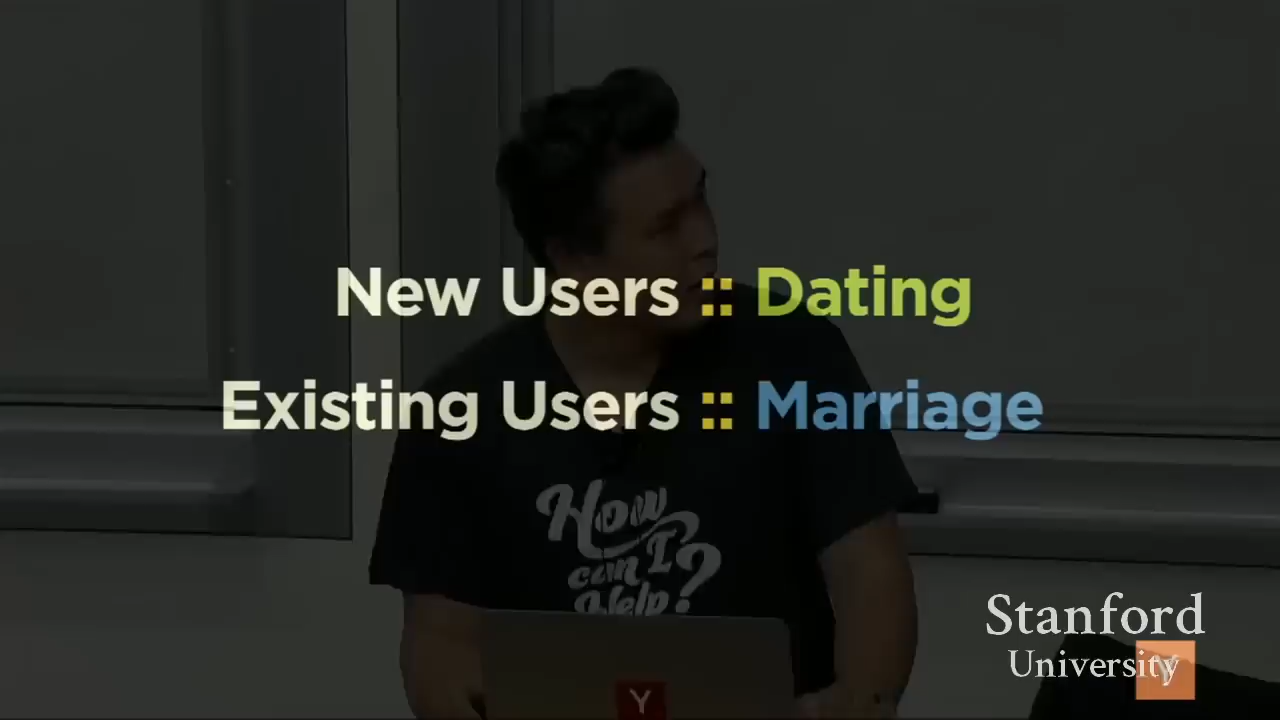 New Users :: Dating
Existing Users :: Marriage
How
can I
Help?
Stanford
University
Y
Y